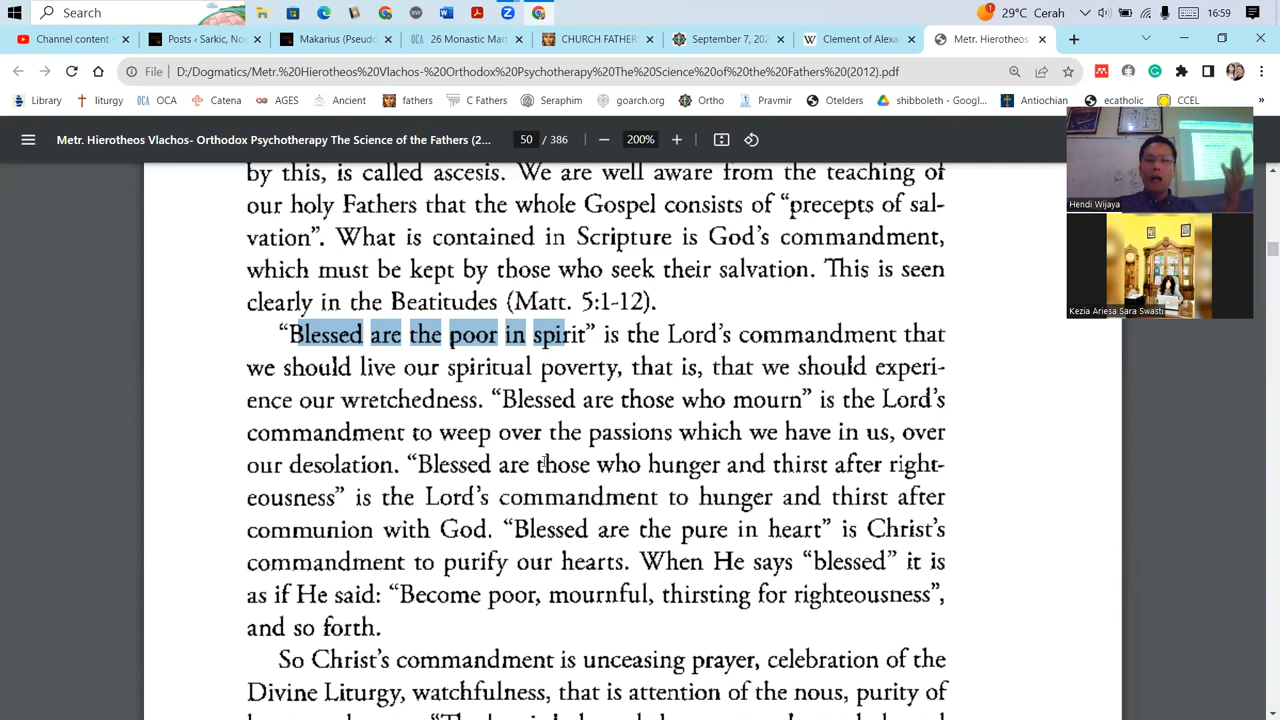 Search
29°C Cerah
16:59
Channel content -
Posts ‹ Sarkic, No
Makarius (Pseudo
OCA 26 Monastic Mar
CHURCH FATHER
September 7, 202
W Clement of Alexa
Metr. Hierotheos
File
D:/Dogmatics/Metr.%20Hierotheos%20Vlachos-%20Orthodox%20Psychotherapy%20The%20Science%20of%20the%20Fathers%20(2012).pdf
Library
liturgy
OCA OCA
Catena
AGES
Ancient
fathers
C Fathers
Seraphim
goarch.org
Ortho
Pravmir
Otelders
shibboleth - Googl...
Antiochian
ecatholic
CCEL
Metr. Hierotheos Vlachos- Orthodox Psychotherapy The Science of the Fathers (2...
50 / 386
200%
by this, is called ascesis. We are well aware from the teaching of
our holy Fathers that the whole Gospel consists of “precepts of sal-
vation”. What is contained in Scripture is God’s commandment,
which must be kept by those who seek their salvation. This is seen
clearly in the Beatitudes (Matt. 5:1-12).
“Blessed are the poor in spirit” is the Lord’s commandment that
we should live our spiritual poverty, that is, that we should experi-
ence our wretchedness. “Blessed are those who mourn” is the Lord’s
commandment to weep over the passions which we have in us, over
our desolation. “Blessed are those who hunger and thirst after right-
eousness” is the Lord’s commandment to hunger and thirst after
communion with God. “Blessed are the pure in heart” is Christ’s
commandment to purify our hearts. When He says “blessed” it is
as if He said: “Become poor, mournful, thirsting for righteousness”,
and so forth.
So Christ’s commandment is unceasing prayer, celebration of the
Divine Liturgy, watchfulness, that is attention of the nous, purity of
Hendi Wijaya
Kezia Ariesa Sara Swasti